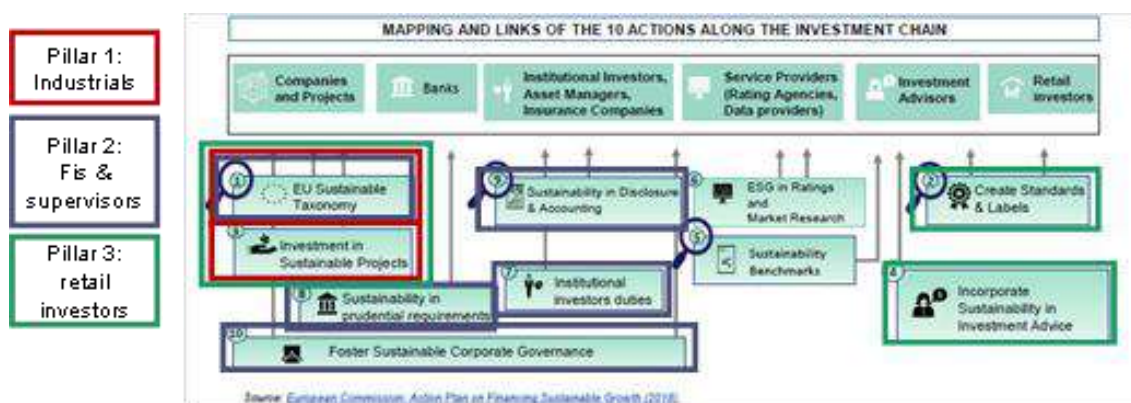 MAPPING AND LINKS OF THE 10 ACTIONS ALONG THE INVESTMENT CHAIN
Pillar 1:
Industrials
Pillar 2:
Fis &
supervisors
Pillar 3:
retail
investors
Companies
and Projects
Banks
Institutional Investors,
Asset Managers,
Insurance Companies
Service Providers
(Rating Agencies,
Data providers)
Investment
Advisors
Retail
investors
1
EU Sustainable
Taxonomy
9
Sustainability in Disclosure
& Accounting
6
ESG in Ratings
and
Market Research
2
Create Standards
& Labels
Investment in
Sustainable Projects
5
Sustainability
Benchmarks
7
Institutional
investors duties
8
Sustainability in
prudential requirements
4
Incorporate
Sustainability in
Investment Advice
10
Foster Sustainable Corporate Governance
Source: European Commission, Action Plan on Financing Sustainable Growth (2018).